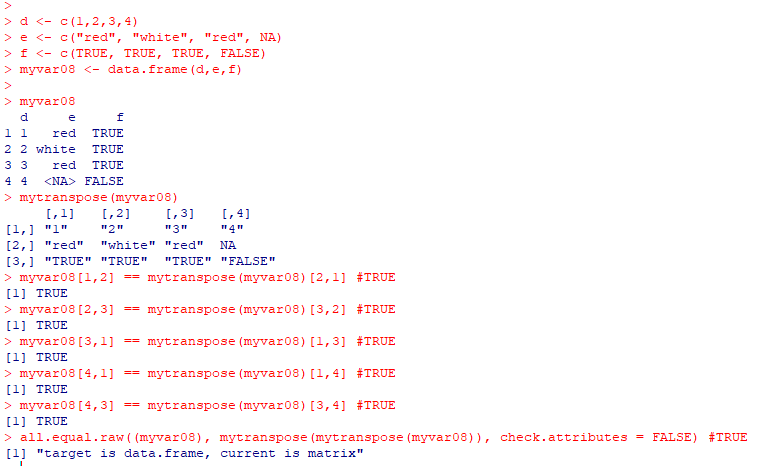 >
> d <- c(1,2,3,4)
> e <- c("red", "white", "red", NA)
> f <- c(TRUE, TRUE, TRUE, FALSE)
> myvar08 <- data.frame(d,e,f)
>
> myvar08
  d     e     f
1 1   red  TRUE
2 2 white  TRUE
3 3   red  TRUE
4 4  <NA> FALSE
> mytranspose(myvar08)
     [,1]   [,2]    [,3]   [,4]
[1,] "1"    "2"     "3"    "4"
[2,] "red"  "white" "red"  NA
[3,] "TRUE" "TRUE"  "TRUE" "FALSE"
> myvar08[1,2] == mytranspose(myvar08)[2,1] #TRUE
[1] TRUE
> myvar08[2,3] == mytranspose(myvar08)[3,2] #TRUE
[1] TRUE
> myvar08[3,1] == mytranspose(myvar08)[1,3] #TRUE
[1] TRUE
> myvar08[4,1] == mytranspose(myvar08)[1,4] #TRUE
[1] TRUE
> myvar08[4,3] == mytranspose(myvar08)[3,4] #TRUE
[1] TRUE
> all.equal.raw((myvar08), mytranspose(mytranspose(myvar08)), check.attributes = FALSE) #TRUE
[1] "target is data.frame, current is matrix"